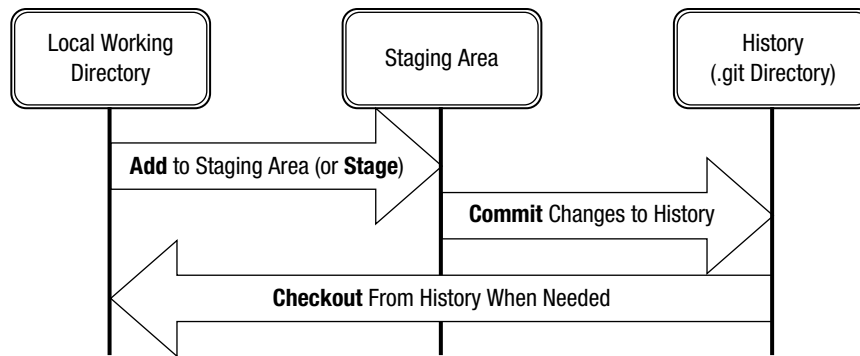 Local Working
Directory
Staging Area
History
(.git Directory)
Add to Staging Area (or Stage)
Commit Changes to History
Checkout From History When Needed